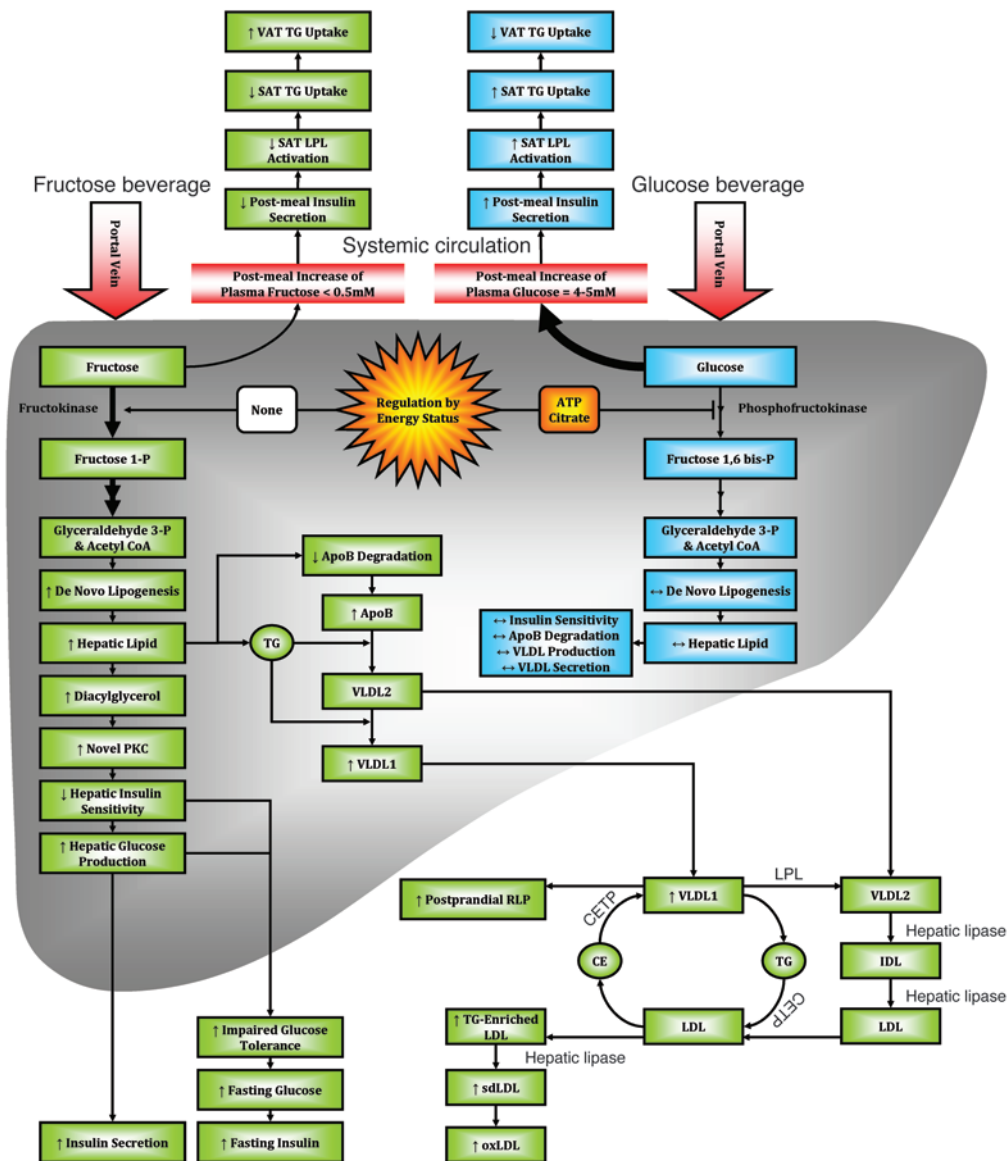 ↑ VAT TG Uptake
↓ SAT TG Uptake
↓ SAT LPL
Activation
↓ Post-meal Insulin
Secretion
↓ VAT TG Uptake
↑ SAT TG Uptake
↑ SAT LPL
Activation
↑ Post-meal Insulin
Secretion
Fructose beverage
Portal Vein
Glucose beverage
Portal Vein
Systemic circulation
Post-meal Increase of
Plasma Fructose < 0.5mM
Post-meal Increase of
Plasma Glucose = 4-5mM
Fructose
Fructokinase
None
Regulation by
Energy Status
ATP
Citrate
Glucose
Phosphofructokinase
Fructose 1-P
Glyceraldehyde 3-P
& Acetyl CoA
↑ De Novo Lipogenesis
↑ Hepatic Lipid
↑ Diacylglycerol
↑ Novel PKC
↓ Hepatic Insulin
Sensitivity
↑ Hepatic Glucose
Production
↓ ApoB Degradation
↑ ApoB
TG
VLDL2
↑ VLDL1
Fructose 1,6 bis-P
Glyceraldehyde 3-P
& Acetyl CoA
↔ De Novo Lipogenesis
↔ Hepatic Lipid
↔ Insulin Sensitivity
↔ ApoB Degradation
↔ VLDL Production
↔ VLDL Secretion
↑ Postprandial RLP
↑ VLDL1
LPL
VLDL2
CETP
CE
TG
CETP
Hepatic lipase
IDL
Hepatic lipase
LDL
LDL
↑ TG-Enriched
LDL
Hepatic lipase
↑ sdLDL
↑ oxLDL
↑ Impaired Glucose
Tolerance
↑ Fasting Glucose
↑ Fasting Insulin
↑ Insulin Secretion